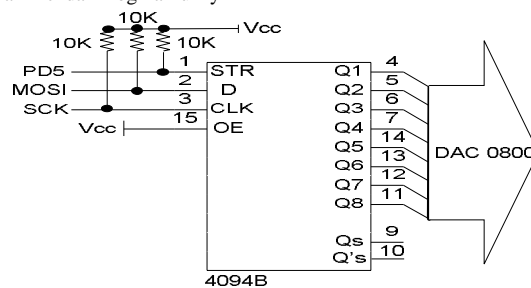 10K
Vcc
10K
10K
PD5 1 STR Q1 4
MOSI 2 D Q2 5
SCK 3 CLK Q3 6
Vcc 15 OE Q4 7
Q5 14
Q6 13
Q7 12
Q8 11
DAC 0800
Qs 9
Q's 10
4094B